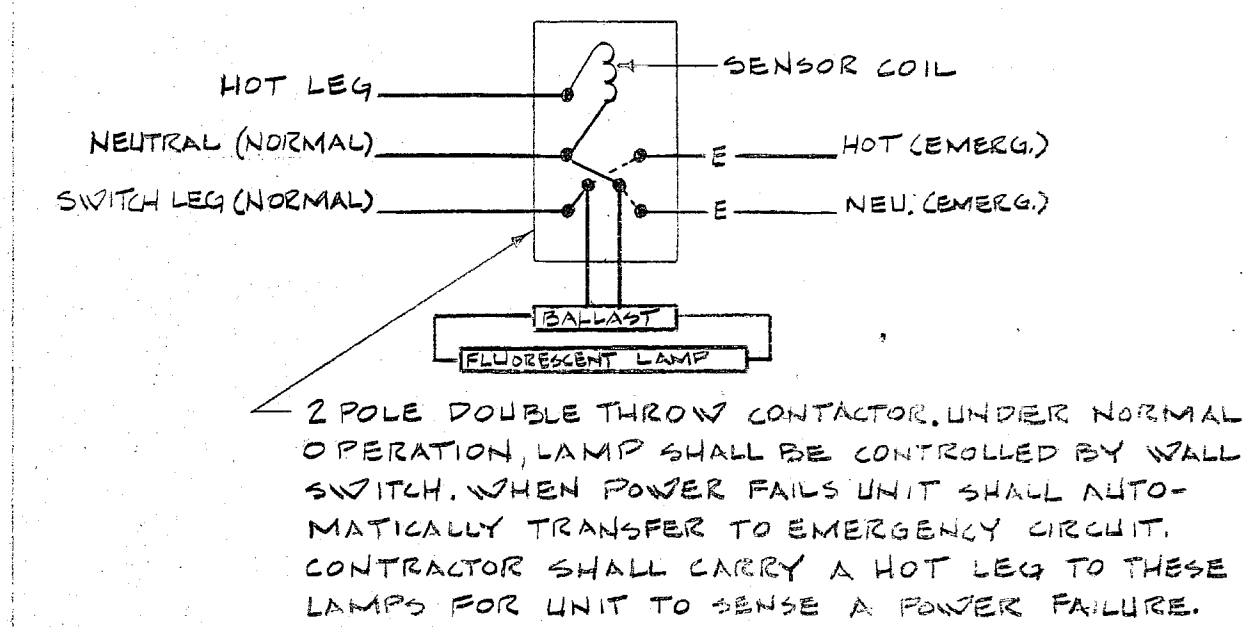 HOT LEG
SENSOR COIL
NEUTRAL (NORMAL)
E
HOT (EMERG.)
SWITCH LEG (NORMAL)
E
NEU. (EMERG.)
BALLAST
FLUORESCENT LAMP
2 POLE DOUBLE THROW CONTACTOR. UNDER NORMAL
OPERATION, LAMP SHALL BE CONTROLLED BY WALL
SWITCH. WHEN POWER FAILS UNIT SHALL AUTO-
MATICALLY TRANSFER TO EMERGENCY CIRCUIT.
CONTRACTOR SHALL CARRY A HOT LEG TO THESE
LAMPS FOR UNIT TO SENSE A POWER FAILURE.